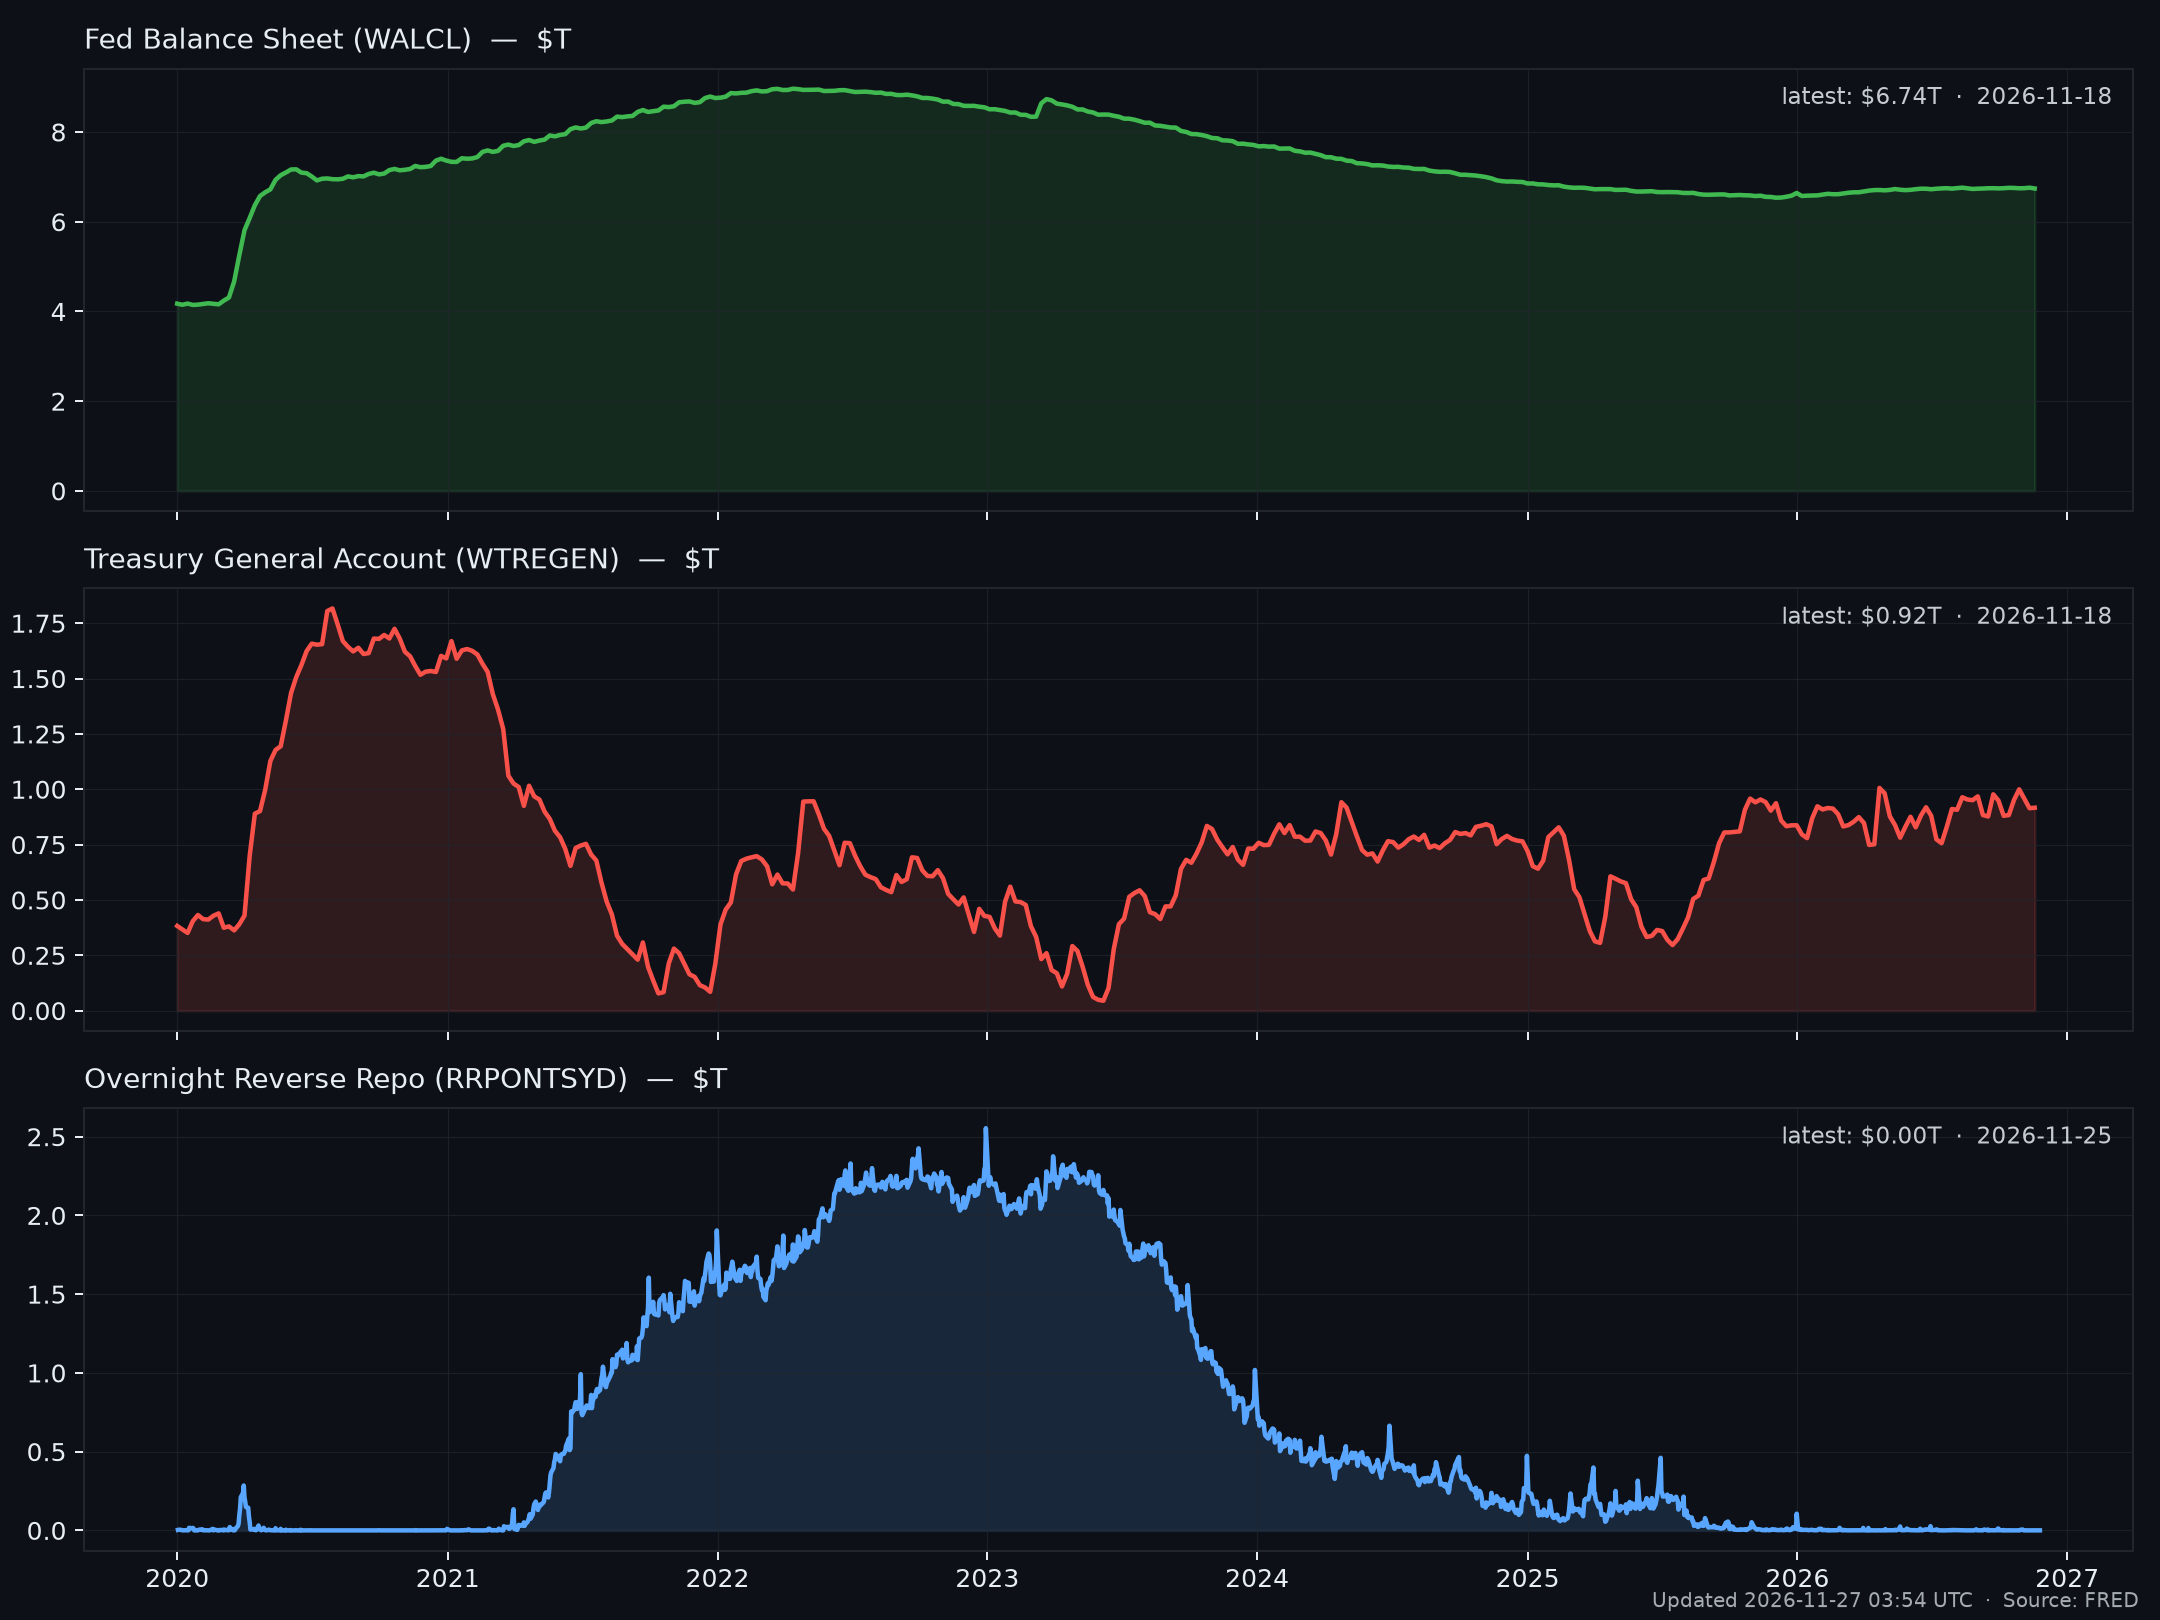 Fed Balance Sheet (WALCL) — $T
latest: $6.74T · 2026-11-18
8
6
4
2
0
Treasury General Account (WTREGEN) — $T
latest: $0.92T · 2026-11-18
1.75
1.50
1.25
1.00
0.75
0.50
0.25
0.00
Overnight Reverse Repo (RRPONTSYD) — $T
latest: $0.00T · 2026-11-25
2.5
2.0
1.5
1.0
0.5
0.0
2020 2021 2022 2023 2024 2025 2026 2027
Updated 2026-11-27 03:54 UTC · Source: FRED